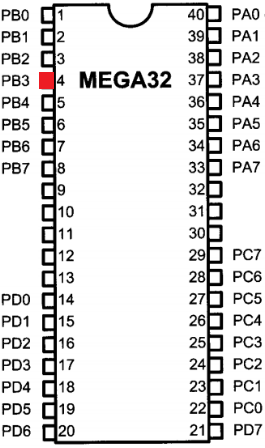 PB0 1 40 PA0
PB1 2 39 PA1
PB2 3 38 PA2
PB3 4 MEGA32 37 PA3
PB4 5 36 PA4
PB5 6 35 PA5
PB6 7 34 PA6
PB7 8 33 PA7
9 32
10 31
11 30
12 29 PC7
13 28 PC6
PD0 14 27 PC5
PD1 15 26 PC4
PD2 16 25 PC3
PD3 17 24 PC2
PD4 18 23 PC1
PD5 19 22 PC0
PD6 20 21 PD7